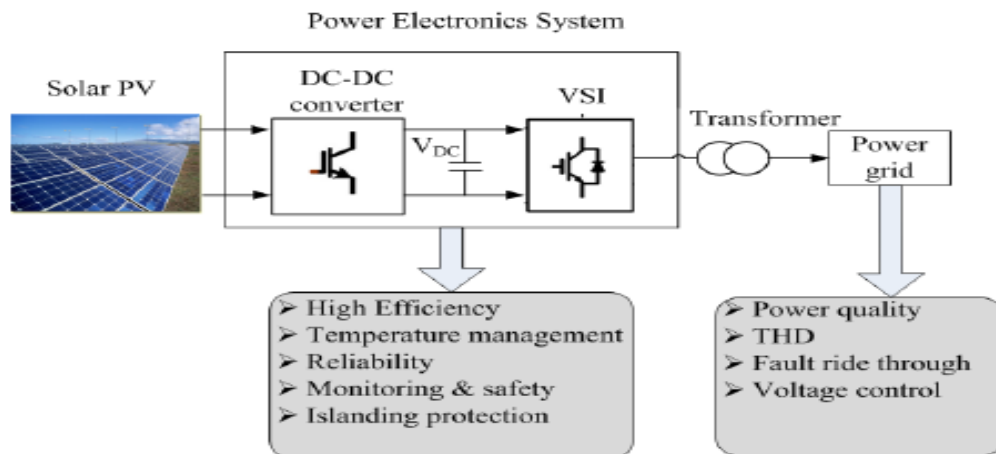 Power Electronics System
Solar PV
DC-DC
converter
VDC
VSI
Transformer
Power
grid
➢ High Efficiency
➢ Temperature management
➢ Reliability
➢ Monitoring & safety
➢ Islanding protection
➢ Power quality
➢ THD
➢ Fault ride through
➢ Voltage control